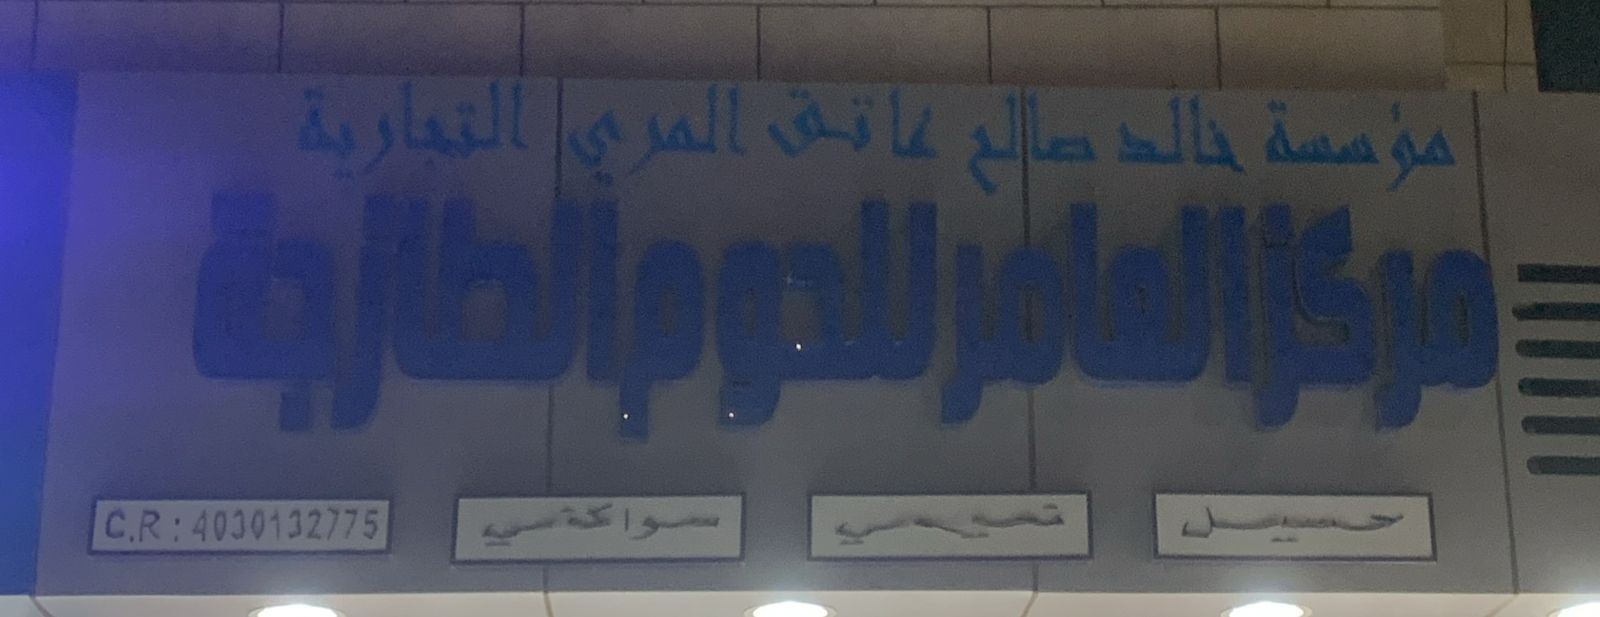 مؤسسة خالد صالح عاتق المري التجارية
مركز العامر للحوم الطازجة
حسيل
نعيمي
سواكني
C.R : 4030132775